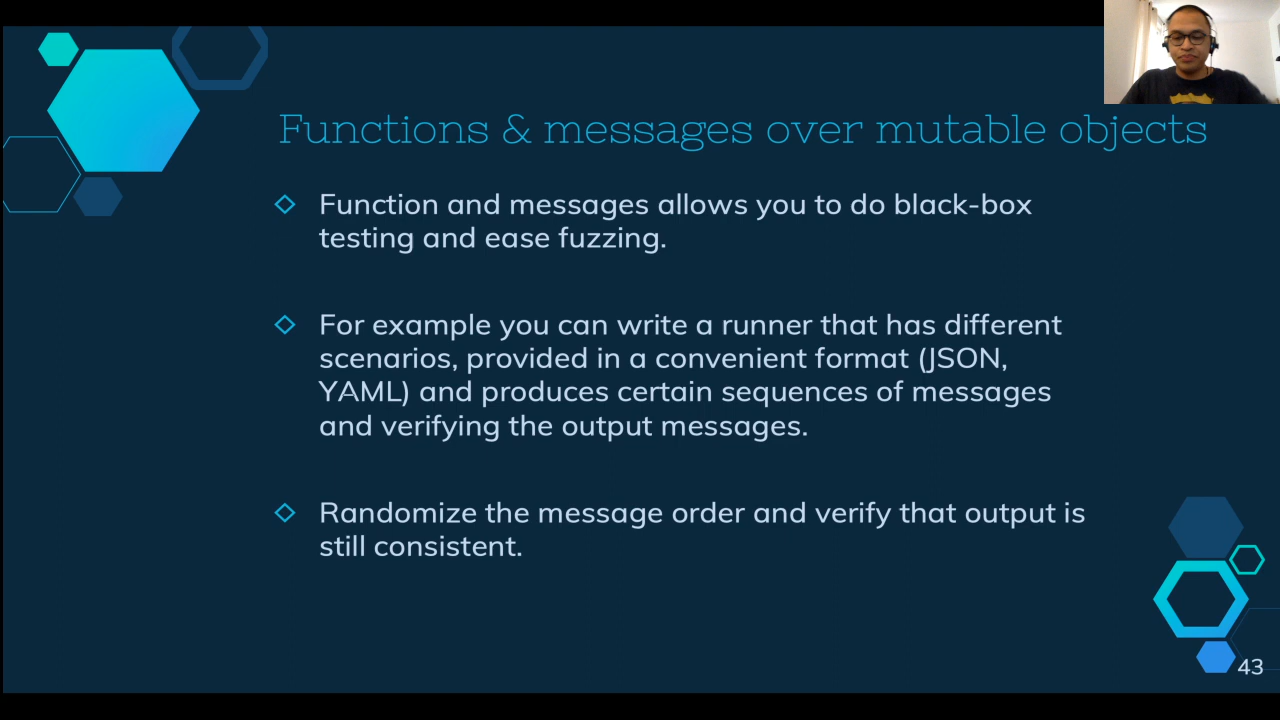 Functions & messages over mutable objects
Function and messages allows you to do black-box
testing and ease fuzzing.
For example you can write a runner that has different
scenarios, provided in a convenient format (JSON,
YAML) and produces certain sequences of messages
and verifying the output messages.
Randomize the message order and verify that output is
still consistent.
43